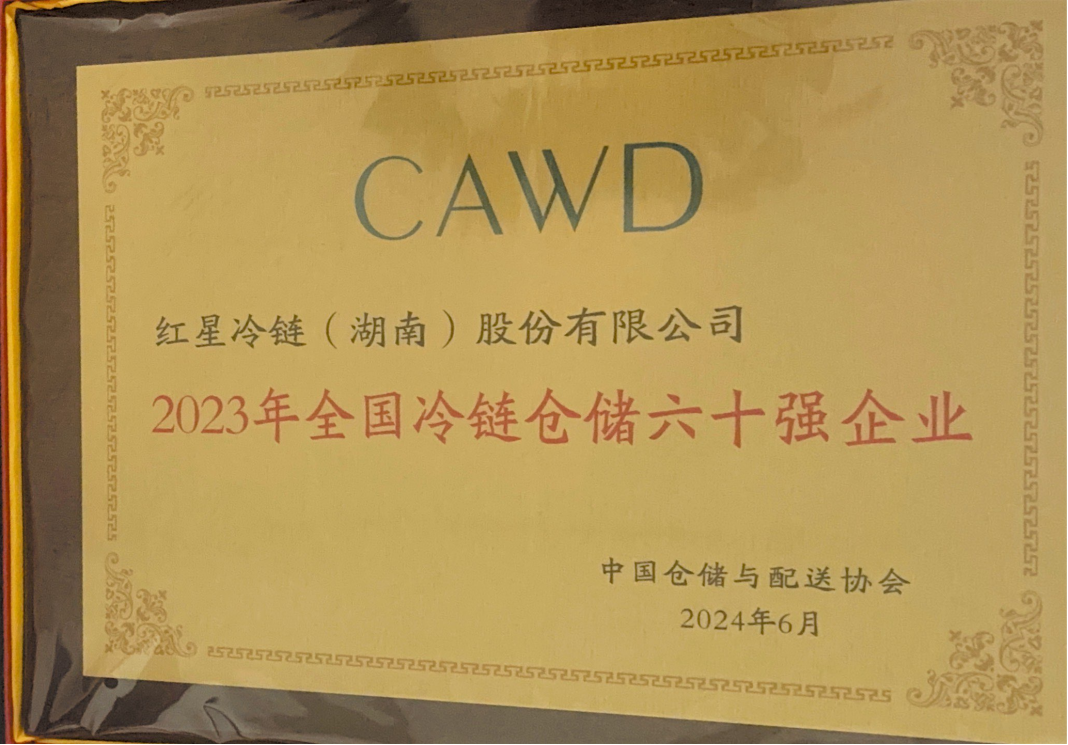 CAWD
红星冷链（湖南）股份有限公司
2023年全国冷链仓储六十强企业
中国仓储与配送协会
2024年6月